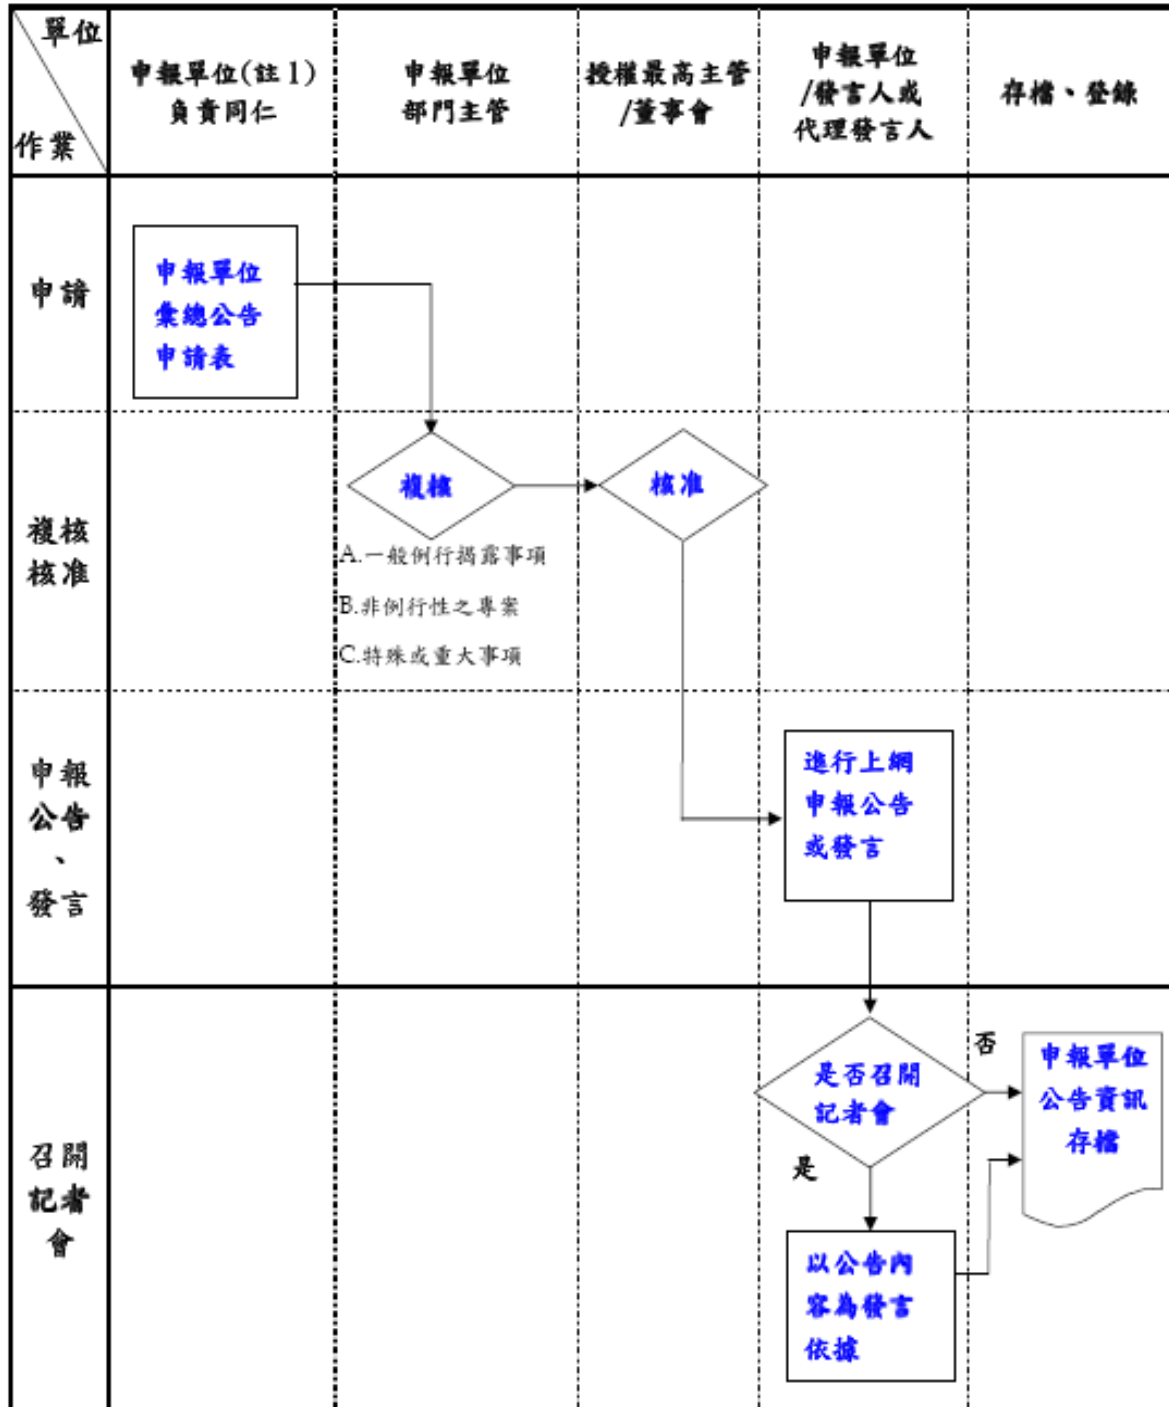 單位
作業
申報單位(註1)
負責同仁
申報單位
部門主管
授權最高主管
/董事會
申報單位
/發言人或
代理發言人
存檔、登錄
申請
申報單位
彙總公告
申請表
複核
核准
複核
核准
A.一般例行揭露事項
B.非例行性之專案
C.特殊或重大事項
申報
公告
、
發言
進行上網
申報公告
或發言
召開
記者
會
是否召開
記者會
否
是
申報單位
公告資訊
存檔
以公告內
容為發言
依據